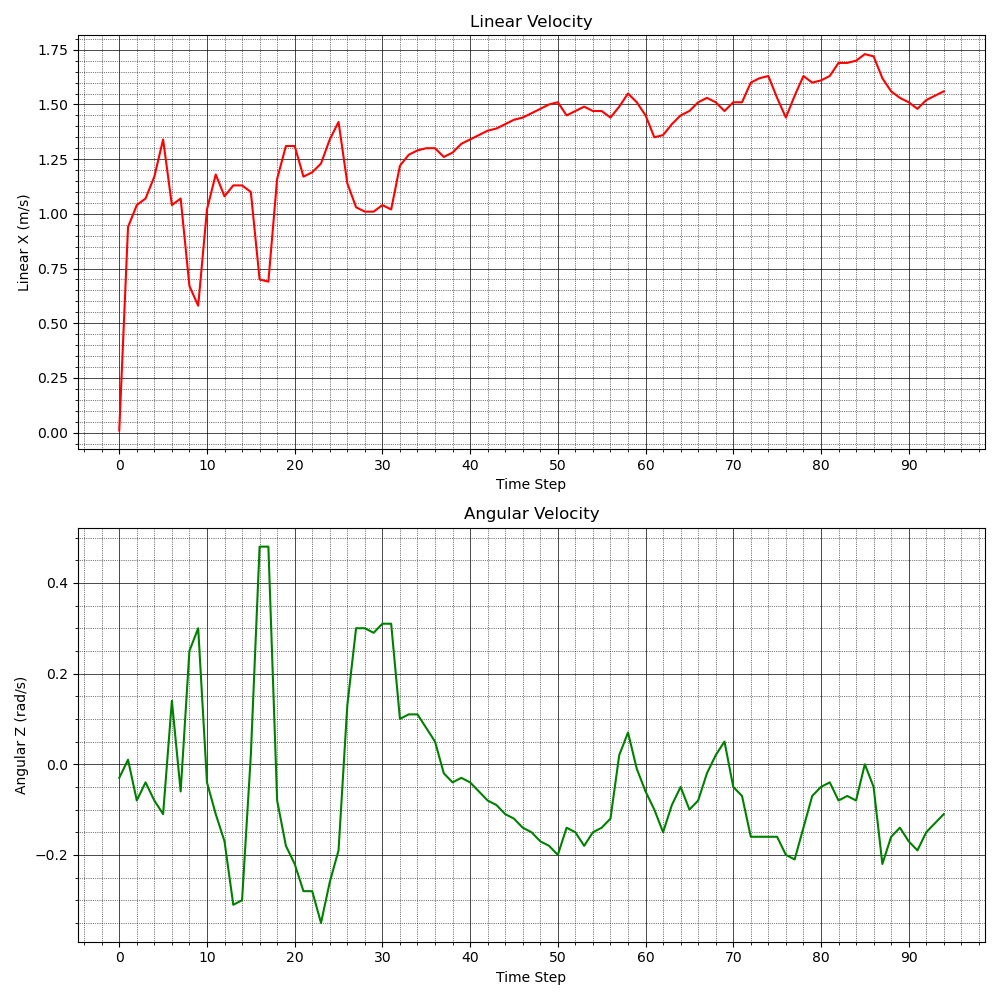 Linear Velocity
1.75
1.50
1.25
1.00
0.75
0.50
0.25
0.00
Linear X (m/s)
0 10 20 30 40 50 60 70 80 90
Time Step
Angular Velocity
0.4
0.2
0.0
−0.2
Angular Z (rad/s)
0 10 20 30 40 50 60 70 80 90
Time Step